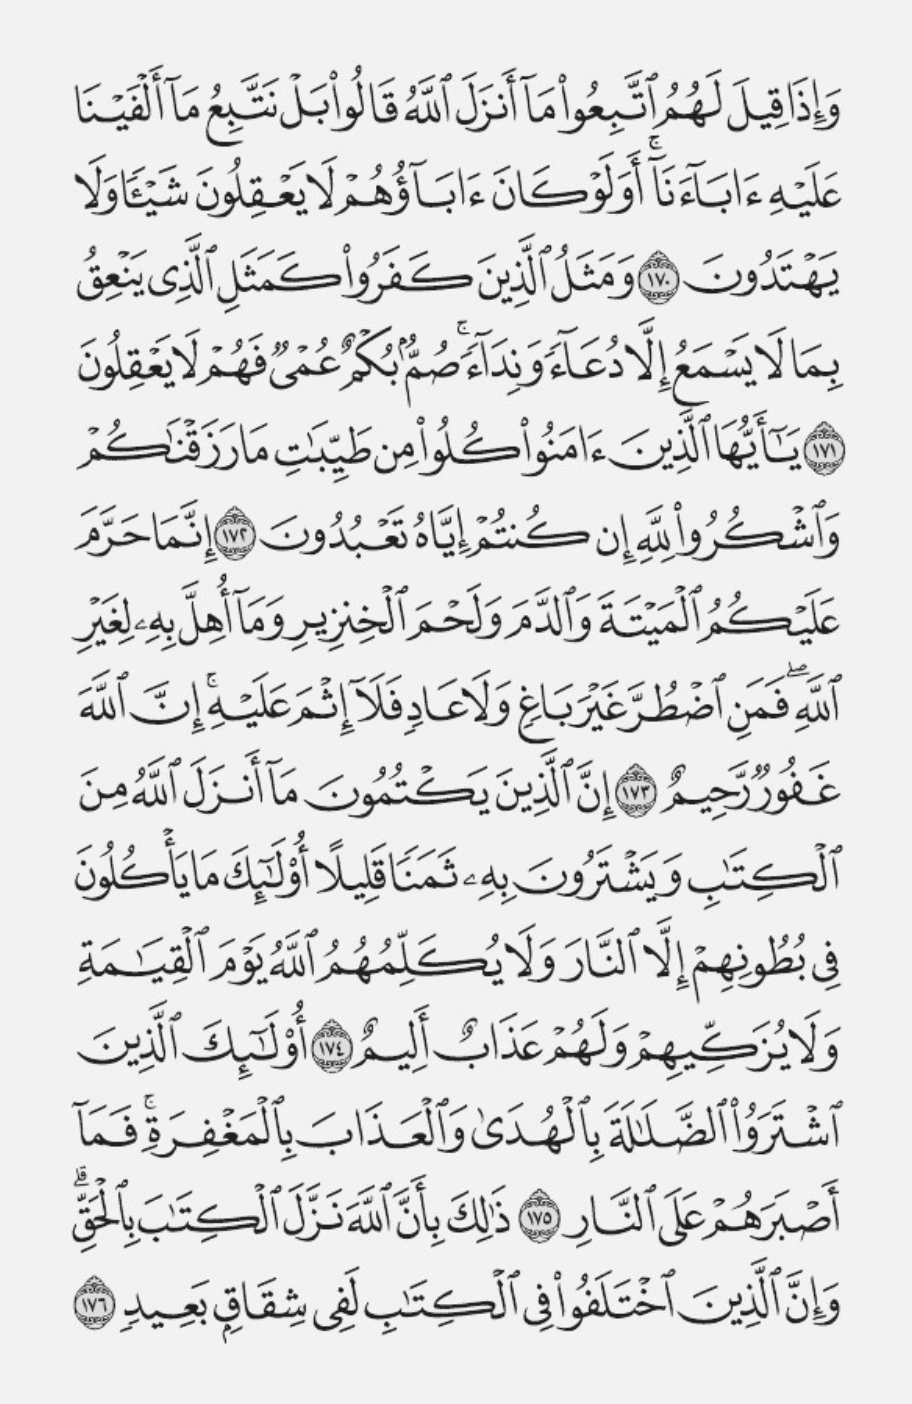 وَإِذَا قِيلَ لَهُمُ ٱتَّبِعُوا۟ مَآ أَنزَلَ ٱللَّهُ قَالُوا۟ بَلْ نَتَّبِعُ مَآ أَلْفَيْنَا
عَلَيْهِ ءَابَآءَنَآ ۚ أَوَلَوْ كَانَ ءَابَآؤُهُمْ لَا يَعْقِلُونَ شَيْـًٔا وَلَا
يَهْتَدُونَ ١٧٠ وَمَثَلُ ٱلَّذِينَ كَفَرُوا۟ كَمَثَلِ ٱلَّذِى يَنْعِقُ
بِمَا لَا يَسْمَعُ إِلَّا دُعَآءً وَنِدَآءً ۚ صُمٌّۢ بُكْمٌ عُمْىٌ فَهُمْ لَا يَعْقِلُونَ
١٧١ يَـٰٓأَيُّهَا ٱلَّذِينَ ءَامَنُوا۟ كُلُوا۟ مِن طَيِّبَـٰتِ مَا رَزَقْنَـٰكُمْ
وَٱشْكُرُوا۟ لِلَّهِ إِن كُنتُمْ إِيَّاهُ تَعْبُدُونَ ١٧٢ إِنَّمَا حَرَّمَ
عَلَيْكُمُ ٱلْمَيْتَةَ وَٱلدَّمَ وَلَحْمَ ٱلْخِنزِيرِ وَمَآ أُهِلَّ بِهِۦ لِغَيْرِ
ٱللَّهِ ۖ فَمَنِ ٱضْطُرَّ غَيْرَ بَاغٍ وَلَا عَادٍ فَلَآ إِثْمَ عَلَيْهِ ۚ إِنَّ ٱللَّهَ
غَفُورٌ رَّحِيمٌ ١٧٣ إِنَّ ٱلَّذِينَ يَكْتُمُونَ مَآ أَنزَلَ ٱللَّهُ مِنَ
ٱلْكِتَـٰبِ وَيَشْتَرُونَ بِهِۦ ثَمَنًا قَلِيلًا أُو۟لَـٰٓئِكَ مَا يَأْكُلُونَ
فِى بُطُونِهِمْ إِلَّا ٱلنَّارَ وَلَا يُكَلِّمُهُمُ ٱللَّهُ يَوْمَ ٱلْقِيَـٰمَةِ
وَلَا يُزَكِّيهِمْ وَلَهُمْ عَذَابٌ أَلِيمٌ ١٧٤ أُو۟لَـٰٓئِكَ ٱلَّذِينَ
ٱشْتَرَوُا۟ ٱلضَّلَـٰلَةَ بِٱلْهُدَىٰ وَٱلْعَذَابَ بِٱلْمَغْفِرَةِ ۚ فَمَآ
أَصْبَرَهُمْ عَلَى ٱلنَّارِ ١٧٥ ذَٰلِكَ بِأَنَّ ٱللَّهَ نَزَّلَ ٱلْكِتَـٰبَ بِٱلْحَقِّ ۗ
وَإِنَّ ٱلَّذِينَ ٱخْتَلَفُوا۟ فِى ٱلْكِتَـٰبِ لَفِى شِقَاقٍۭ بَعِيدٍ ١٧٦